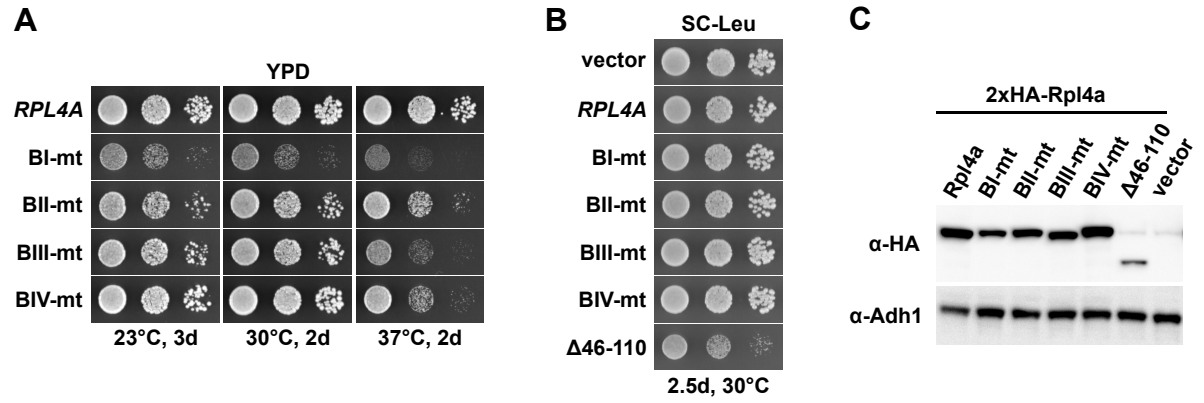 A
YPD
RPL4A
BI-mt
BII-mt
BIII-mt
BIV-mt
23°C, 3d
30°C, 2d
37°C, 2d
B
SC-Leu
vector
RPL4A
BI-mt
BII-mt
BIII-mt
BIV-mt
Δ46-110
2.5d, 30°C
C
2xHA-Rpl4a
Rpl4a
BI-mt
BII-mt
BIII-mt
BIV-mt
Δ46-110
vector
α-HA
α-Adh1